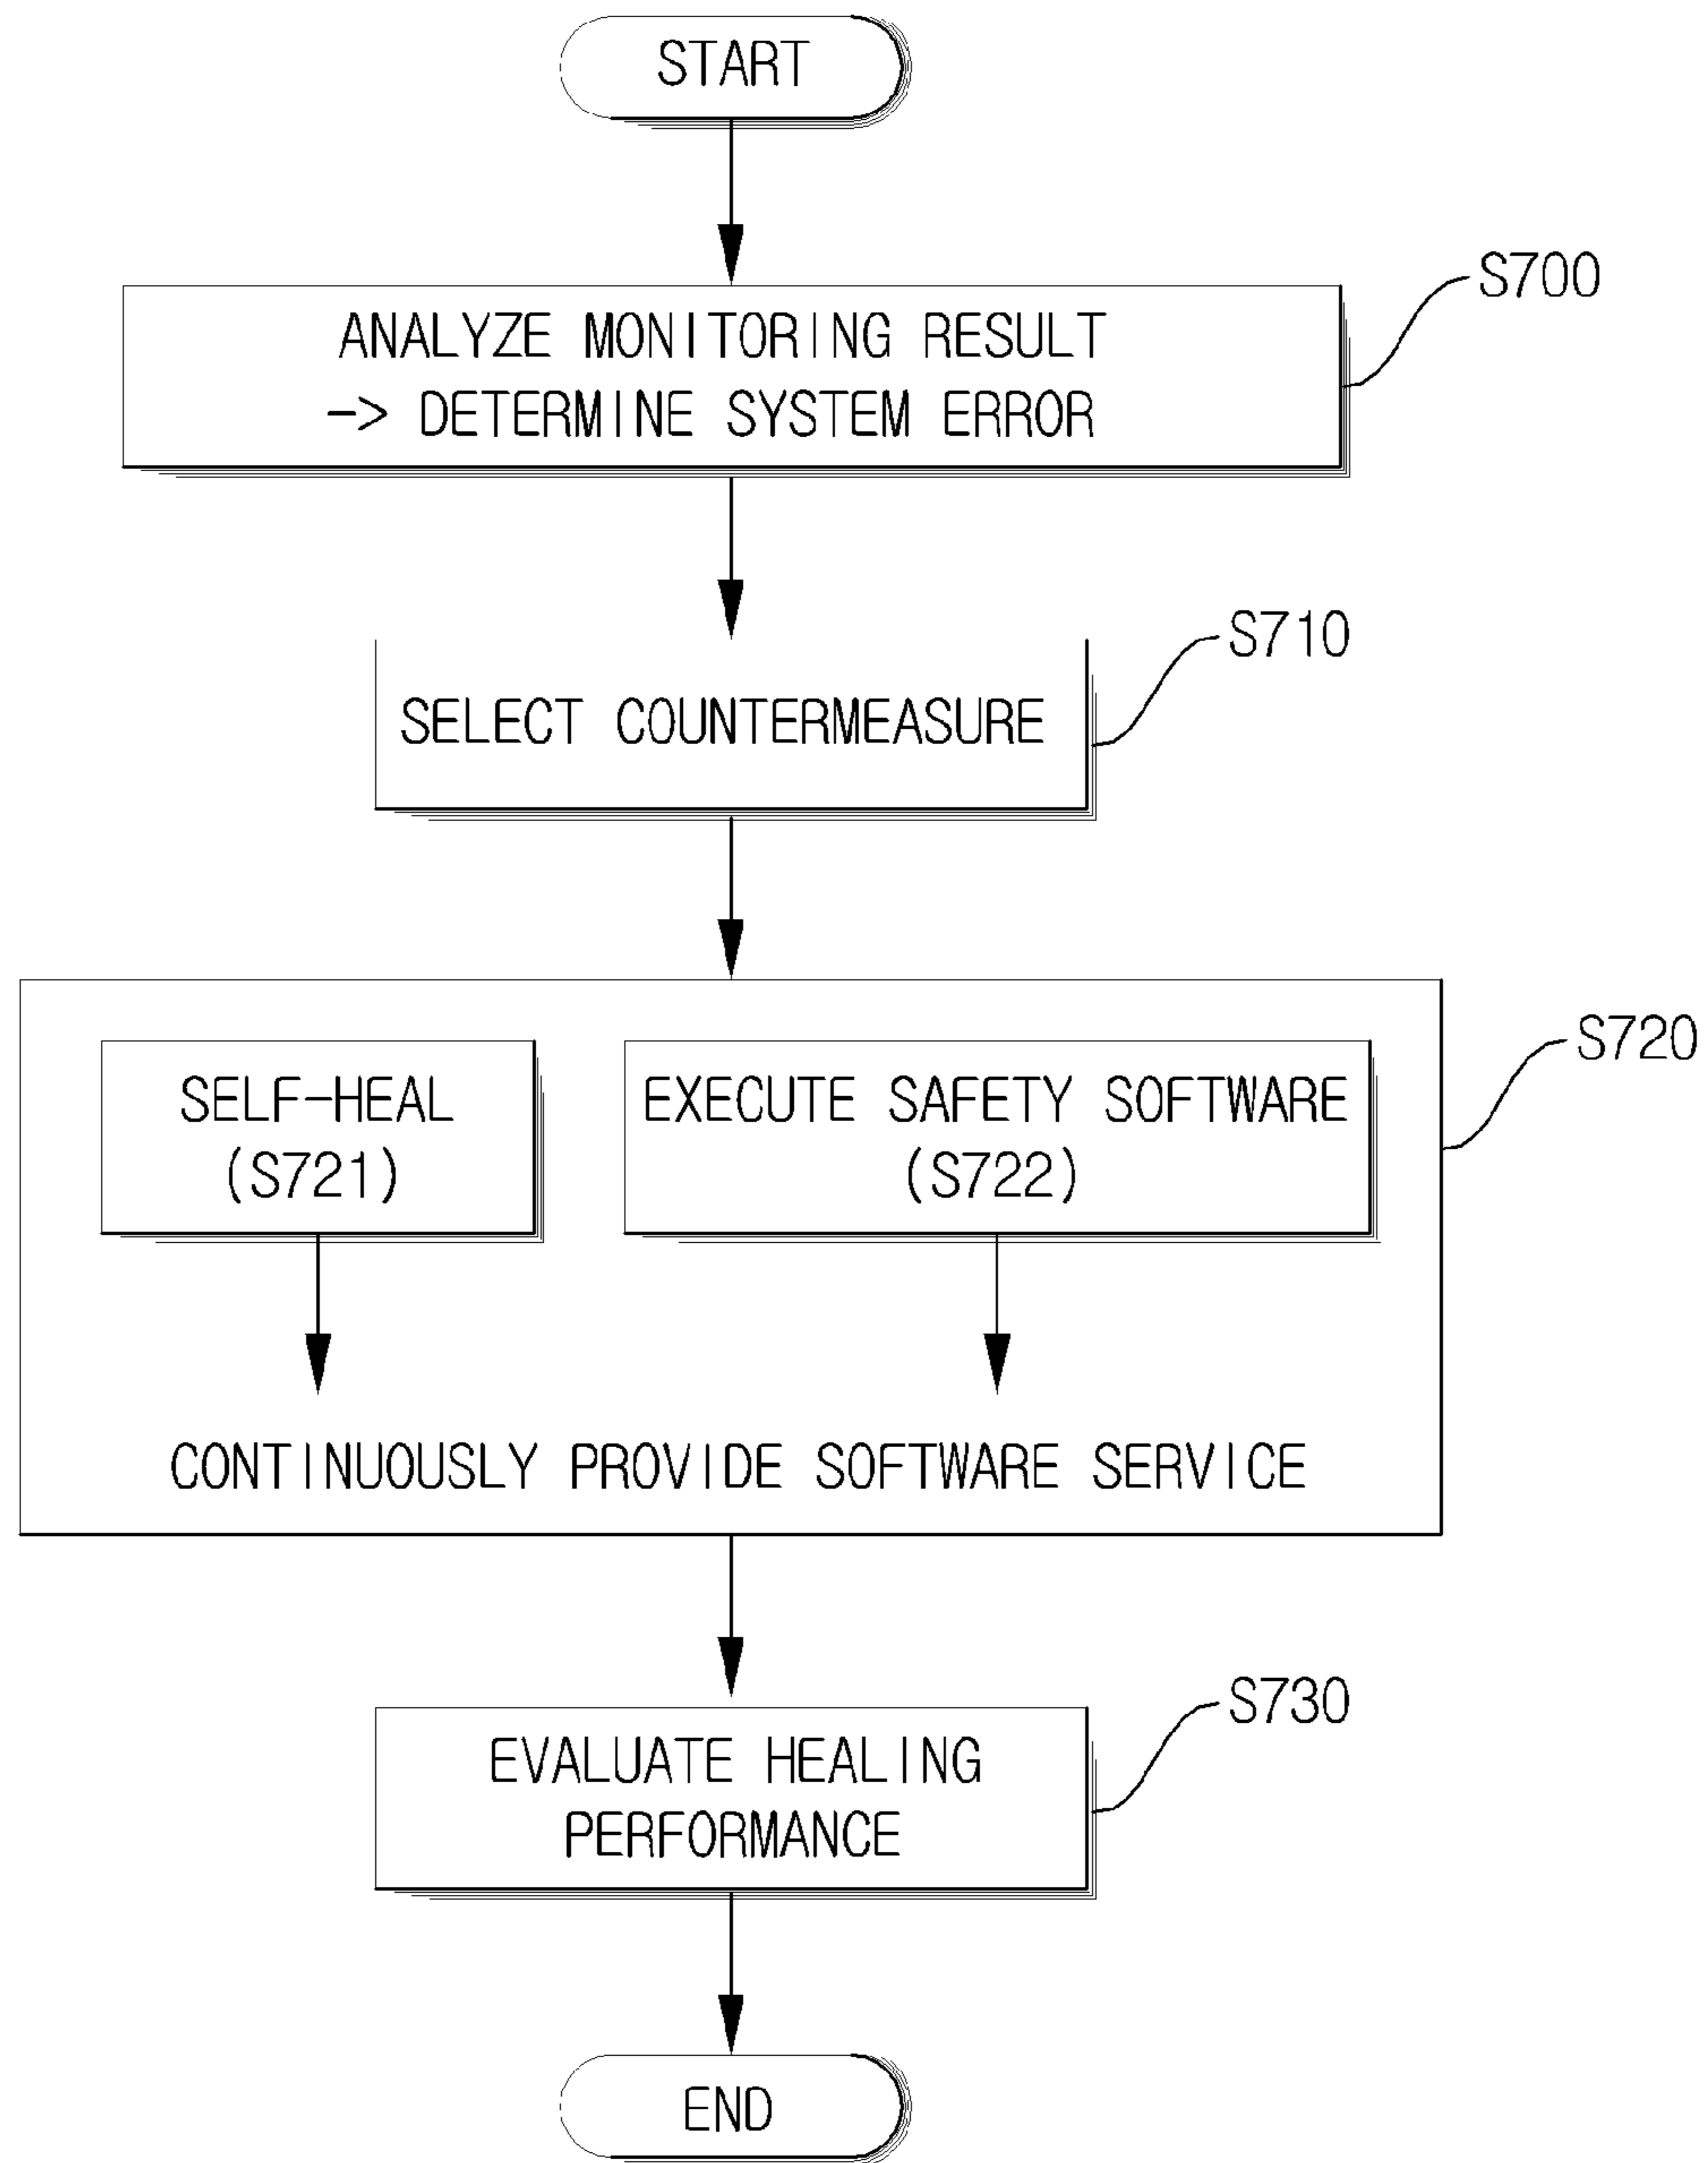 START
S700
ANALYZE MONITORING RESULT
-> DETERMINE SYSTEM ERROR
S710
SELECT COUNTERMEASURE
S720
SELF-HEAL
(S721)
EXECUTE SAFETY SOFTWARE
(S722)
CONTINUOUSLY PROVIDE SOFTWARE SERVICE
S730
EVALUATE HEALING
PERFORMANCE
END